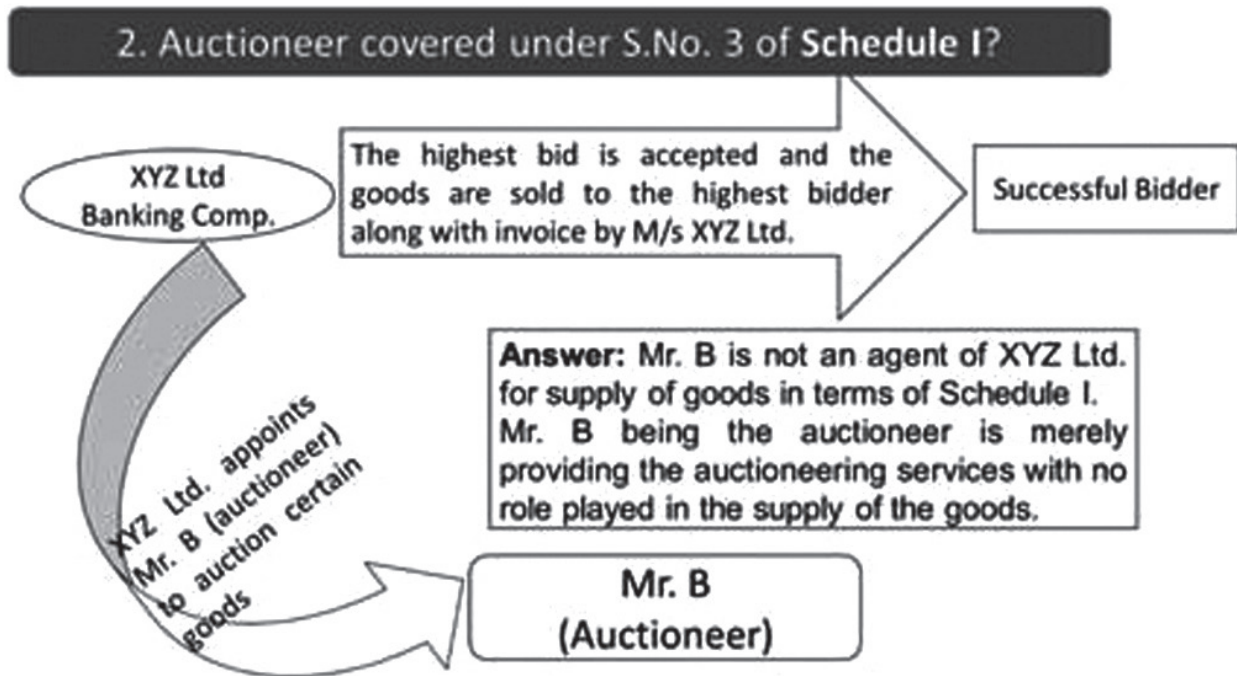 2. Auctioneer covered under S.No. 3 of Schedule I?
XYZ Ltd
Banking Comp.
The highest bid is accepted and the
goods are sold to the highest bidder
along with invoice by M/s XYZ Ltd.
Successful Bidder
Answer: Mr. B is not an agent of XYZ Ltd.
for supply of goods in terms of Schedule I.
Mr. B being the auctioneer is merely
providing the auctioneering services with no
role played in the supply of the goods.
XYZ Ltd. appoints
Mr. B (auctioneer)
to auction certain
goods
Mr. B
(Auctioneer)